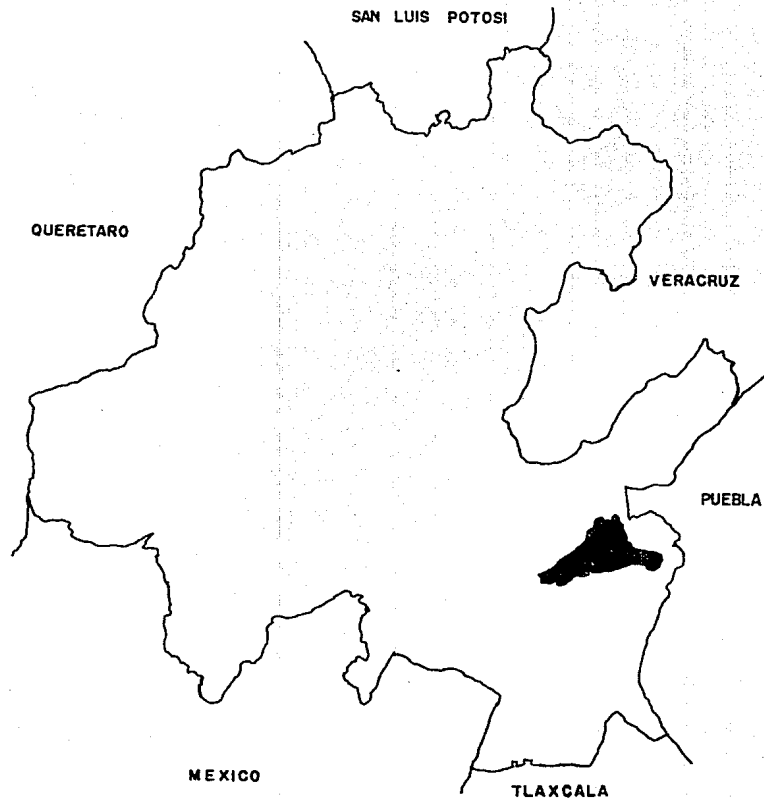 SAN LUIS POTOSI
QUERETARO
VERACRUZ
PUEBLA
MEXICO
TLAXCALA